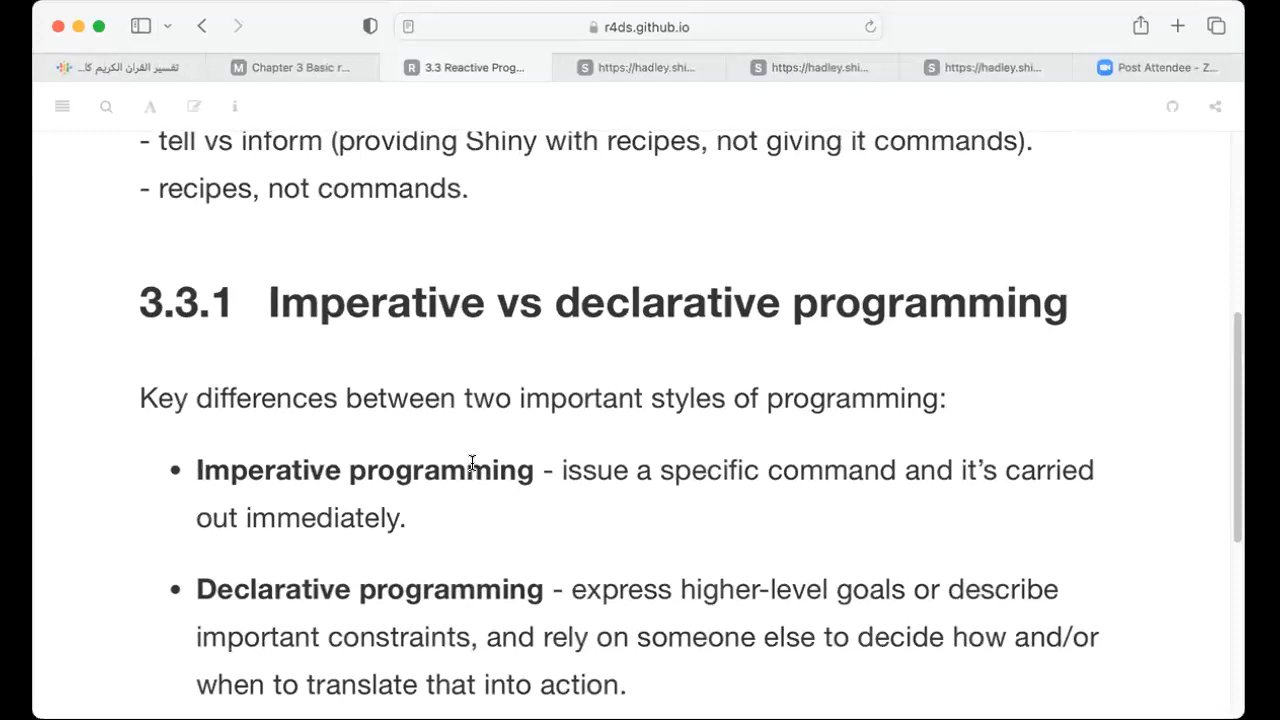 r4ds.github.io
تفسير القرآن الكريم كا...
Chapter 3 Basic r...
3.3 Reactive Prog...
https://hadley.shi...
https://hadley.shi...
https://hadley.shi...
Post Attendee - Z...
- tell vs inform (providing Shiny with recipes, not giving it commands).
- recipes, not commands.
3.3.1 Imperative vs declarative programming
Key differences between two important styles of programming:
• Imperative programming - issue a specific command and it’s carried
out immediately.
• Declarative programming - express higher-level goals or describe
important constraints, and rely on someone else to decide how and/or
when to translate that into action.